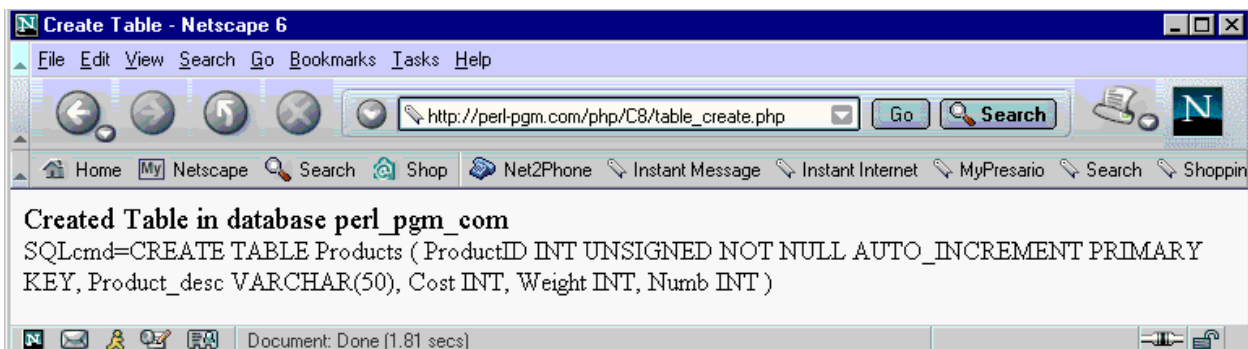 N Create Table - Netscape 6
File Edit View Search Go Bookmarks Tasks Help
http://perl-pgm.com/php/C8/table_create.php Go Search N
Home My Netscape Search Shop Net2Phone Instant Message Instant Internet MyPresario Search Shoppin
Created Table in database perl_pgm_com
SQLcmd=CREATE TABLE Products ( ProductID INT UNSIGNED NOT NULL AUTO_INCREMENT PRIMARY
KEY, Product_desc VARCHAR(50), Cost INT, Weight INT, Numb INT )
N Document: Done (1.81 secs)